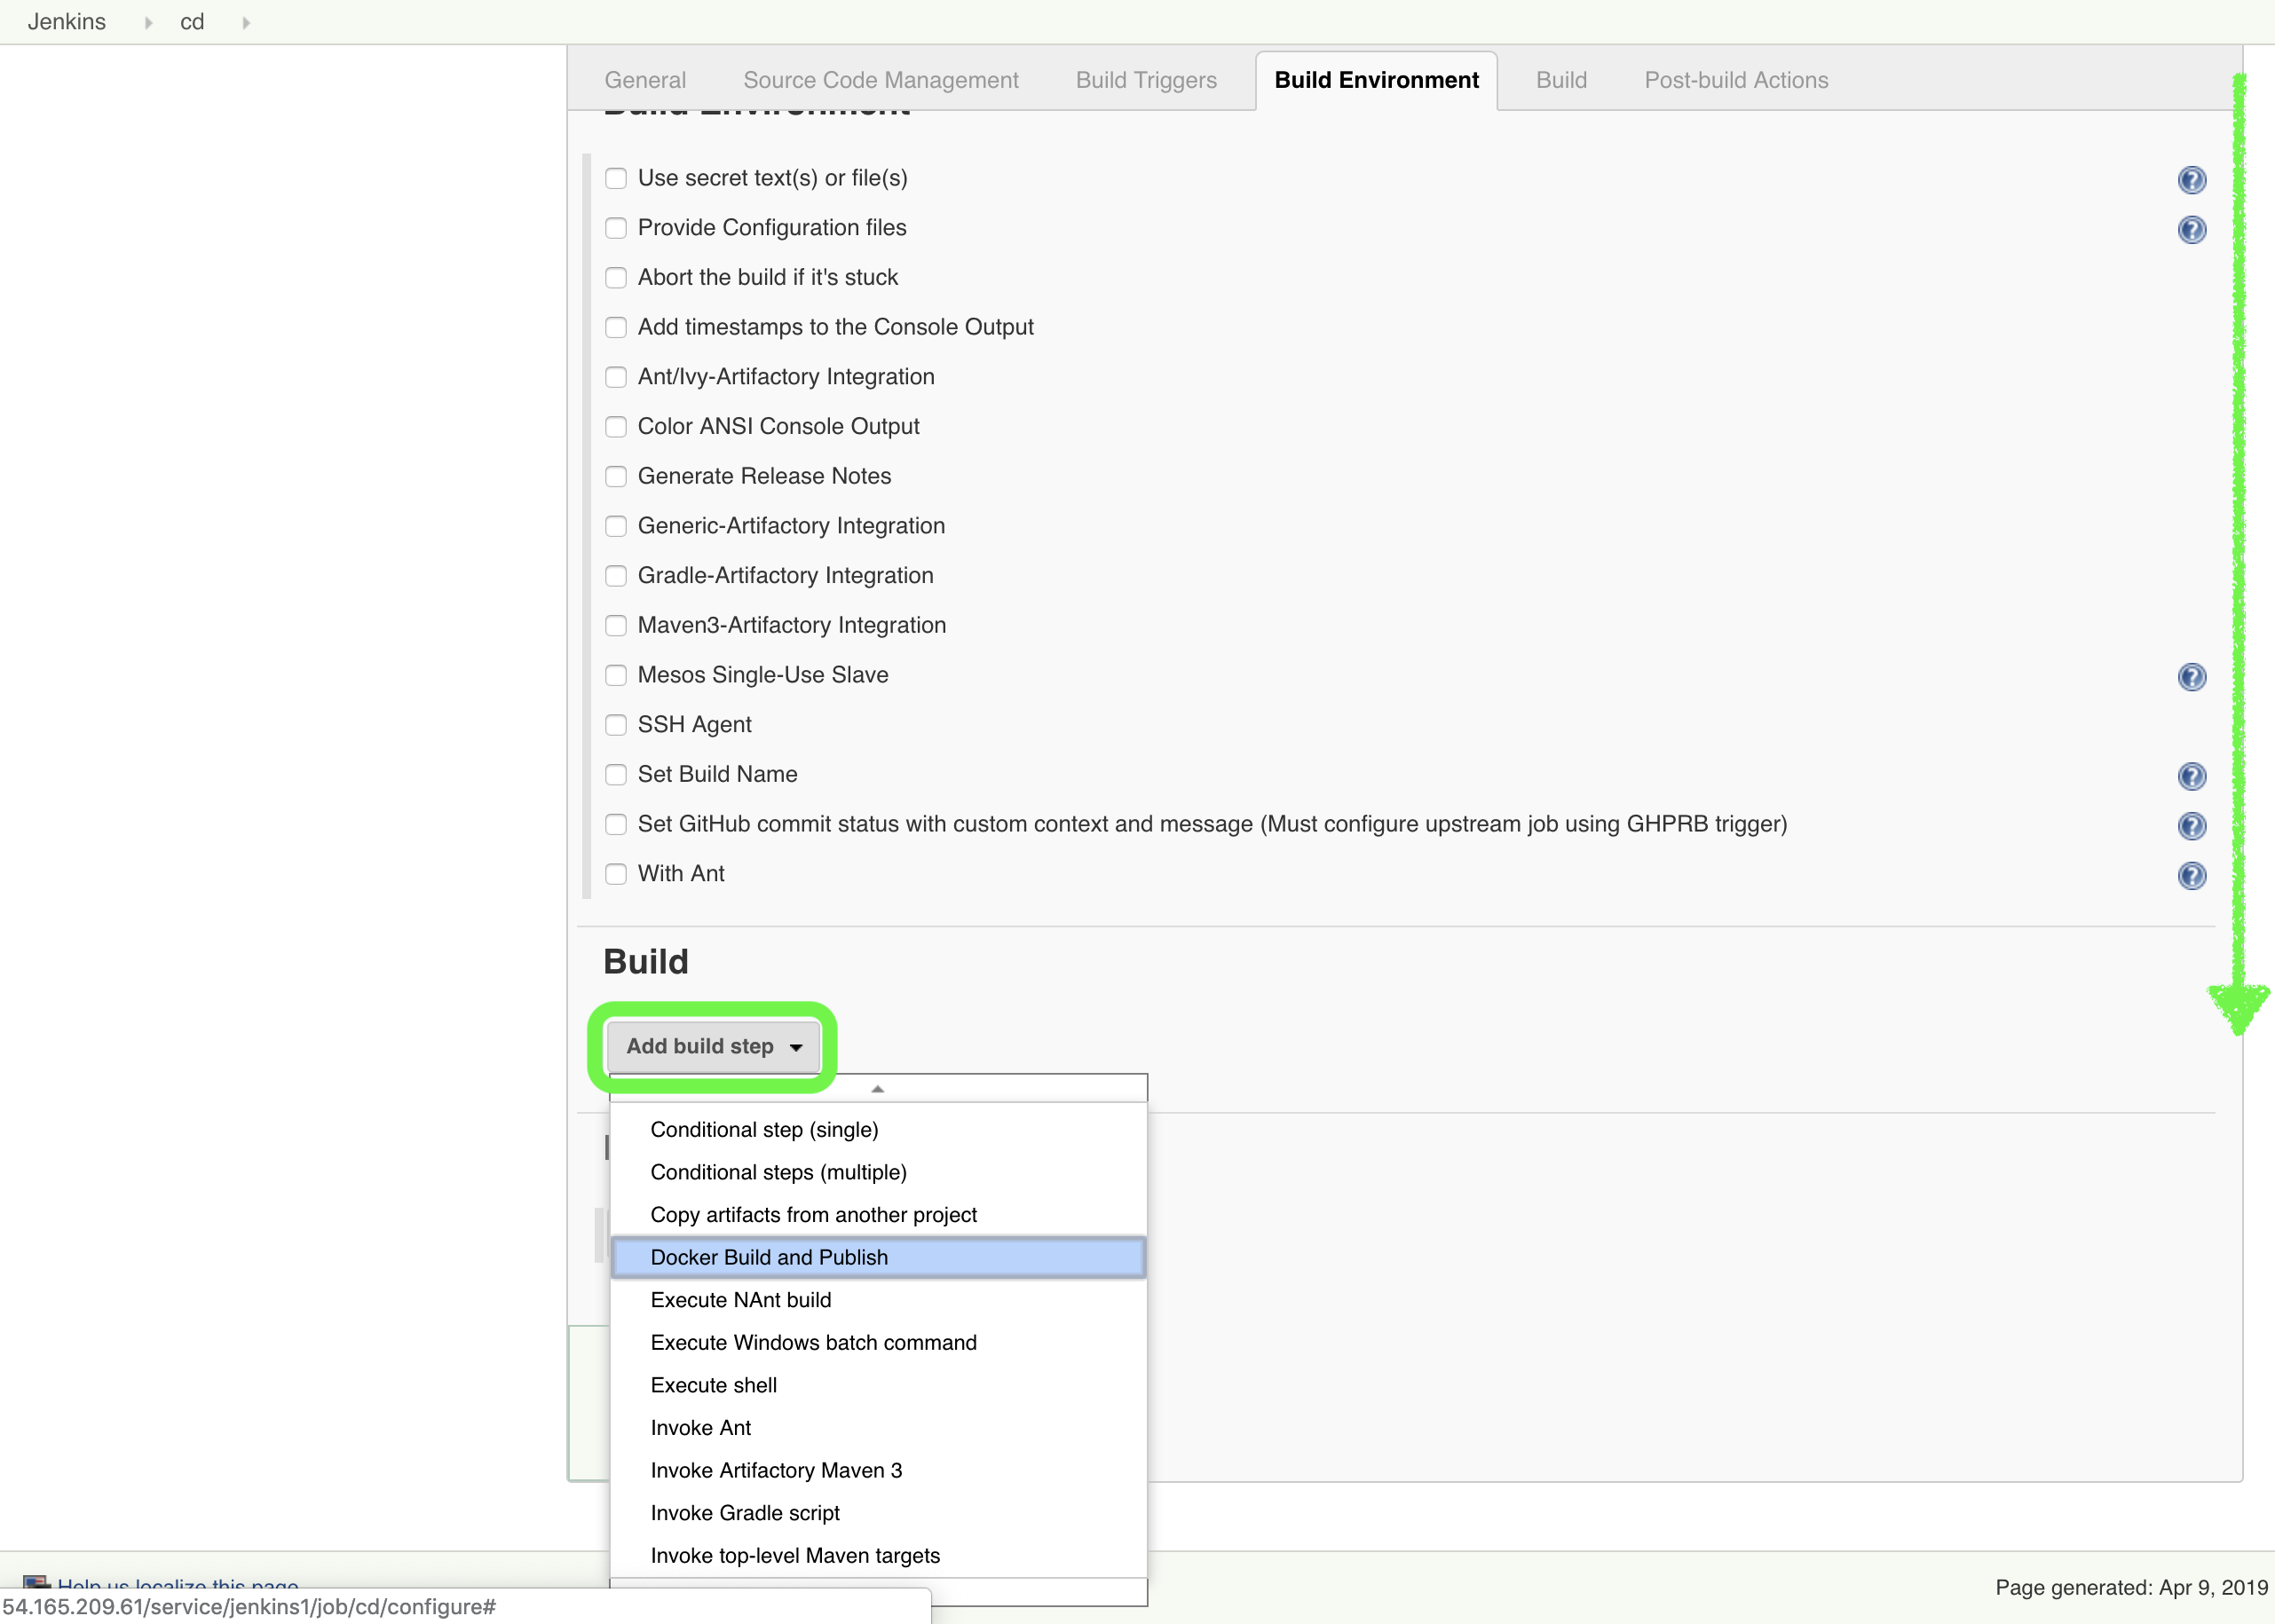 Jenkins cd
General Source Code Management Build Triggers Build Environment Build Post-build Actions
Build Environment
Use secret text(s) or file(s)
Provide Configuration files
Abort the build if it's stuck
Add timestamps to the Console Output
Ant/Ivy-Artifactory Integration
Color ANSI Console Output
Generate Release Notes
Generic-Artifactory Integration
Gradle-Artifactory Integration
Maven3-Artifactory Integration
Mesos Single-Use Slave
SSH Agent
Set Build Name
Set GitHub commit status with custom context and message (Must configure upstream job using GHPRB trigger)
With Ant
Build
Add build step
Conditional step (single)
Conditional steps (multiple)
Copy artifacts from another project
Docker Build and Publish
Execute NAnt build
Execute Windows batch command
Execute shell
Invoke Ant
Invoke Artifactory Maven 3
Invoke Gradle script
Invoke top-level Maven targets
Help us localize this page
Page generated: Apr 9, 2019
54.165.209.61/service/jenkins1/job/cd/configure#